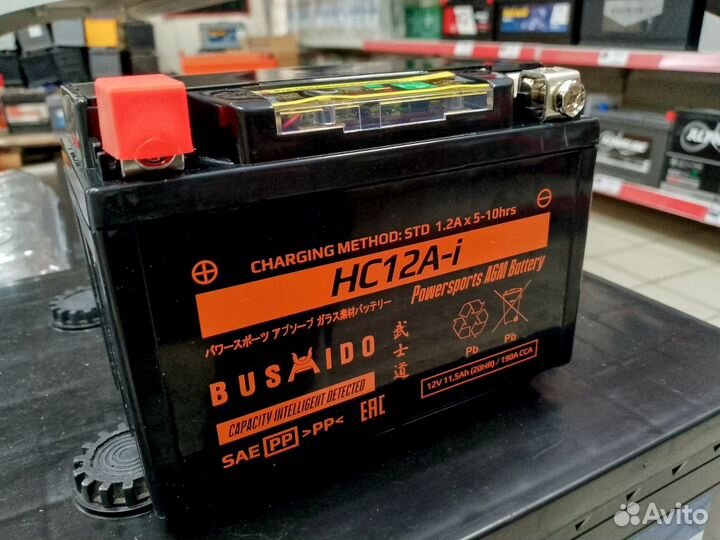 CHARGING METHOD: STD 1.2A x 5-10hrs
HC12A-i
Powersports AGM Battery
パワースポーツ アブソーブ ガラス素材バッテリー
BUSHIDO
武士道
CAPACITY INTELLIGENT DETECTED
Pb
Pb
12V 11,5Ah (20HR) / 190A CCA
SAE PP >PP< EAC
Avito